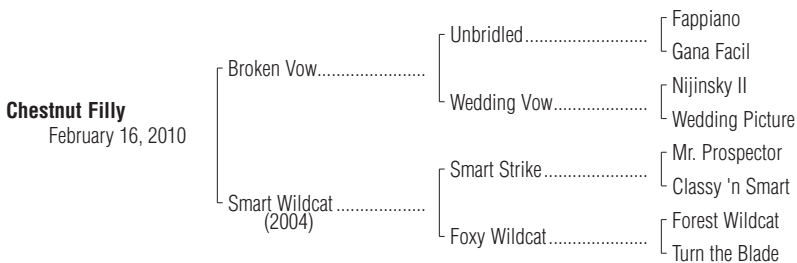 Fappiano
Unbridled
Gana Facil
Broken Vow
Nijinsky II
Wedding Vow
Wedding Picture
Chestnut Filly
February 16, 2010
Mr. Prospector
Smart Strike
Classy 'n Smart
Smart Wildcat
(2004)
Forest Wildcat
Foxy Wildcat
Turn the Blade